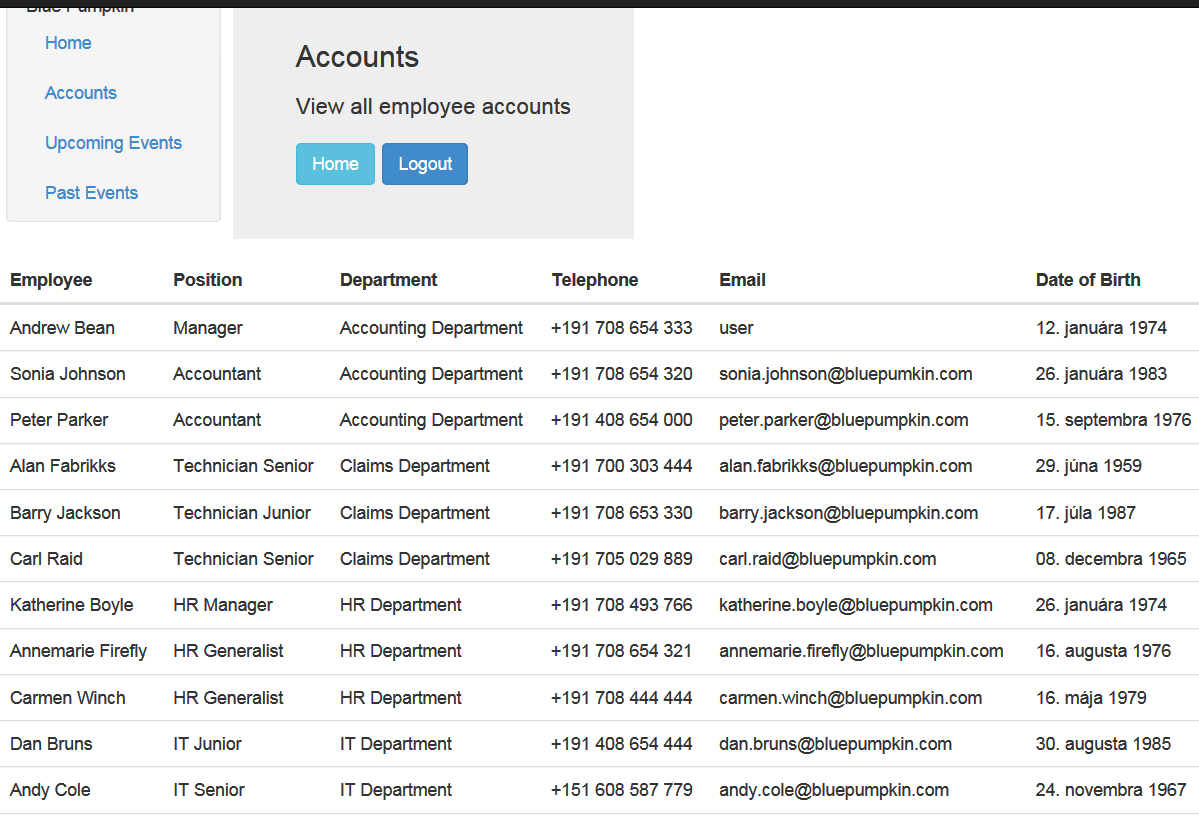 Blue Pumpkin
Home
Accounts
Upcoming Events
Past Events
Accounts
View all employee accounts
Home Logout
Employee Position Department Telephone Email Date of Birth
Andrew Bean Manager Accounting Department +191 708 654 333 user 12. januára 1974
Sonia Johnson Accountant Accounting Department +191 708 654 320 sonia.johnson@bluepumkin.com 26. januára 1983
Peter Parker Accountant Accounting Department +191 408 654 000 peter.parker@bluepumpkin.com 15. septembra 1976
Alan Fabrikks Technician Senior Claims Department +191 700 303 444 alan.fabrikks@bluepumpkin.com 29. júna 1959
Barry Jackson Technician Junior Claims Department +191 708 653 330 barry.jackson@bluepumpkin.com 17. júla 1987
Carl Raid Technician Senior Claims Department +191 705 029 889 carl.raid@bluepumpkin.com 08. decembra 1965
Katherine Boyle HR Manager HR Department +191 708 493 766 katherine.boyle@bluepumpkin.com 26. januára 1974
Annemarie Firefly HR Generalist HR Department +191 708 654 321 annemarie.firefly@bluepumpkin.com 16. augusta 1976
Carmen Winch HR Generalist HR Department +191 708 444 444 carmen.winch@bluepumpkin.com 16. mája 1979
Dan Bruns IT Junior IT Department +191 408 654 444 dan.bruns@bluepumpkin.com 30. augusta 1985
Andy Cole IT Senior IT Department +151 608 587 779 andy.cole@bluepumpkin.com 24. novembra 1967